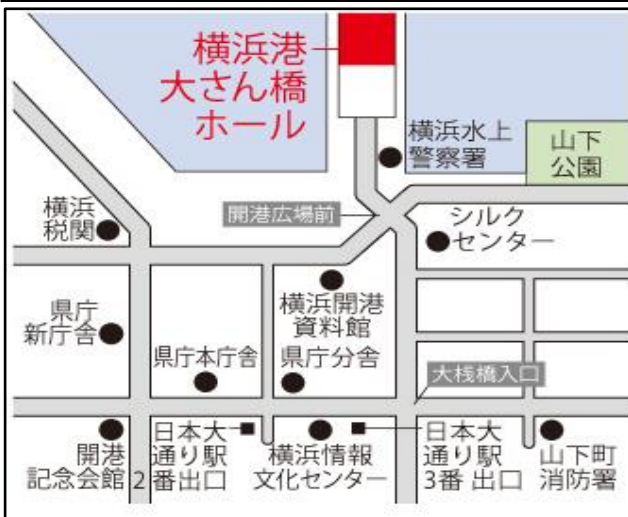 横浜港
大さん橋
ホール
横浜水上
警察署
山下
公園
横浜
税関
開港広場前
シルク
センター
県庁
新庁舎
横浜開港
資料館
県庁本庁舎
県庁分舎
大桟橋入口
開港
記念会館
日本大
通り駅
2番出口
横浜情報
文化センター
日本大
通り駅
3番 出口
山下町
消防署